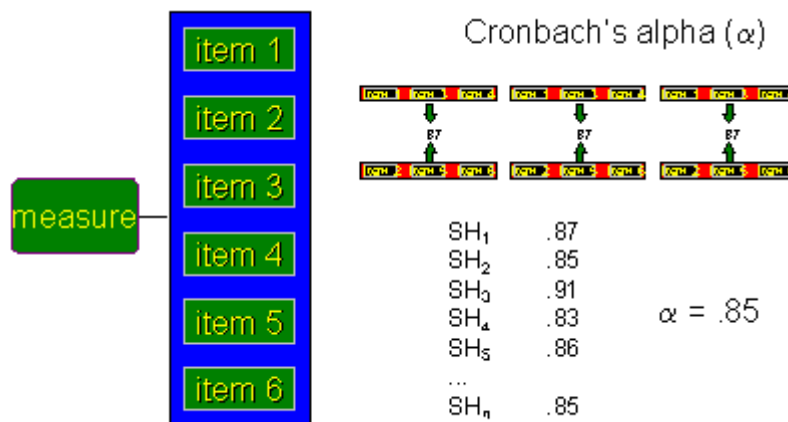 Cronbach's alpha (α)
measure
item 1
item 2
item 3
item 4
item 5
item 6
.87
.87
.87
SH1 .87
SH2 .85
SH3 .91
SH4 .83
SH5 .86
...
SHn .85
α = .85